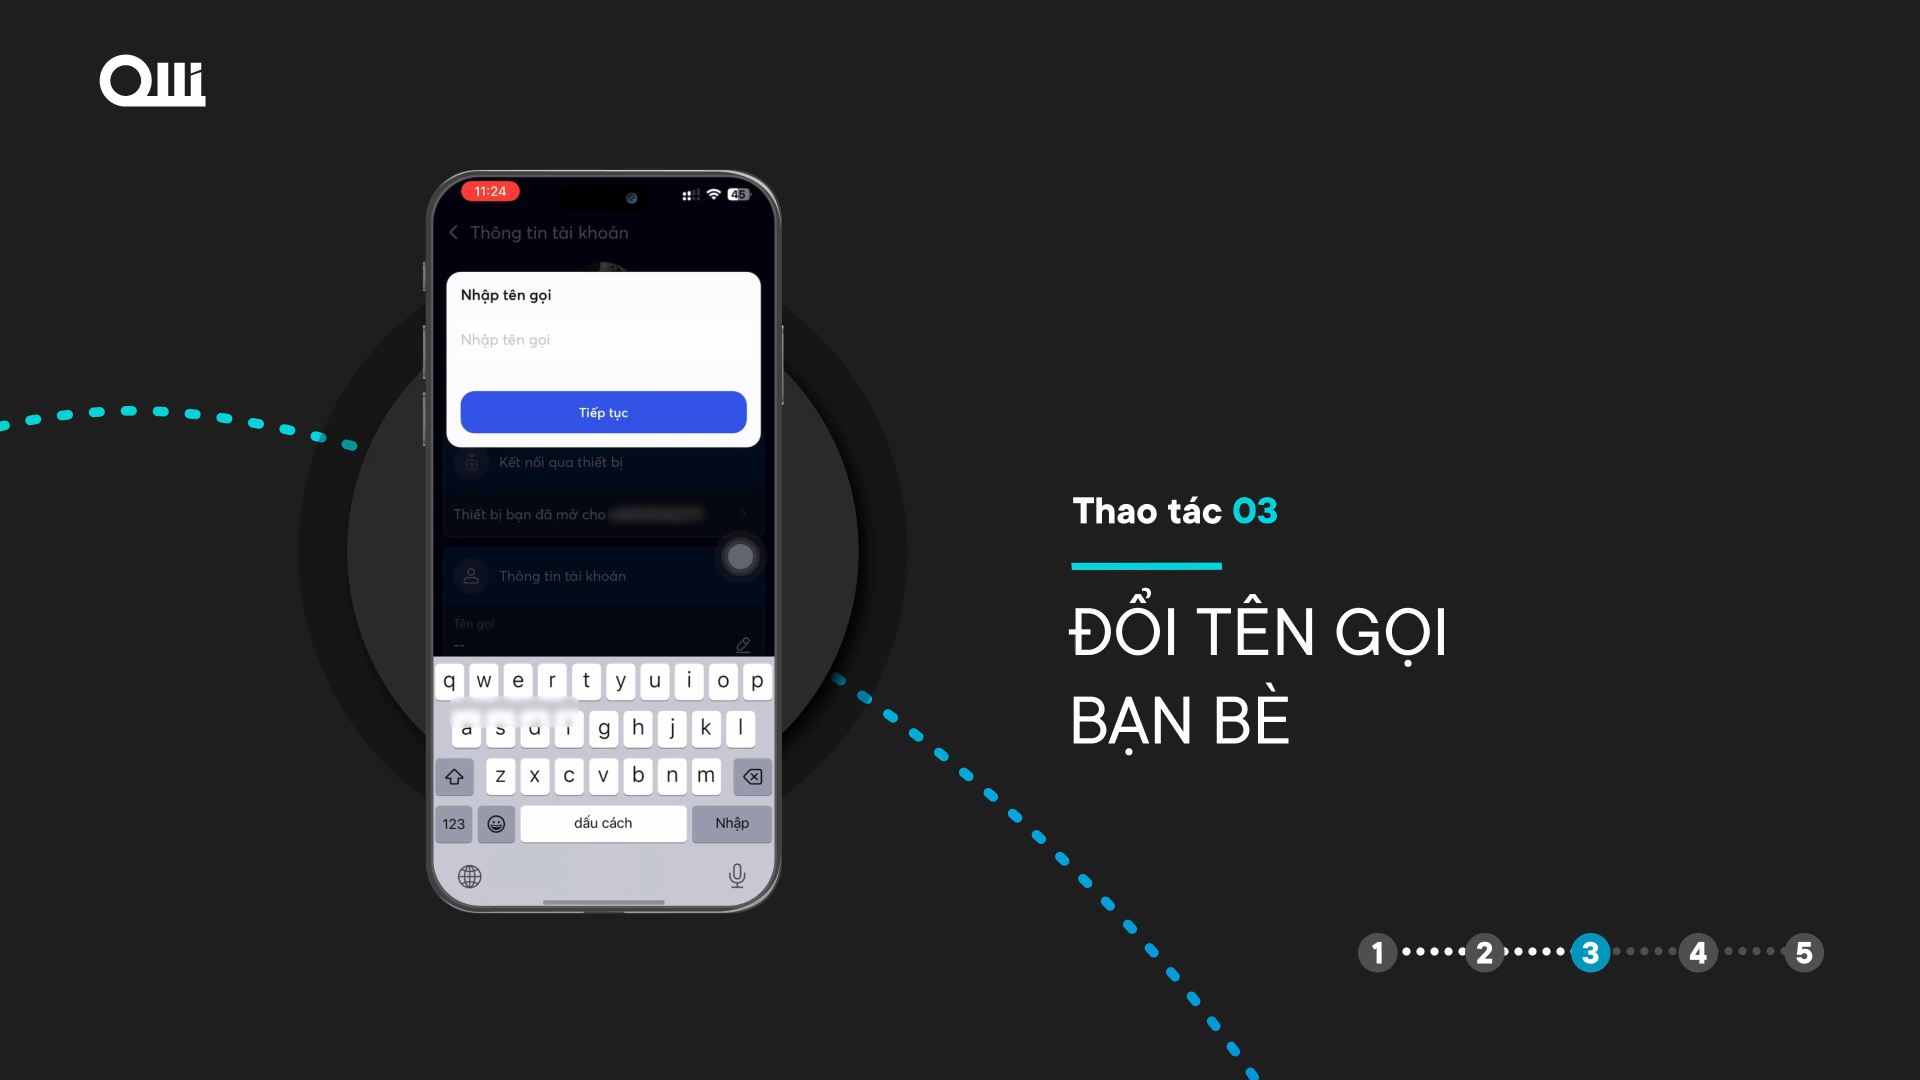 Olli
11:24
45
Thông tin tài khoản
Nhập tên gọi
Nhập tên gọi
Tiếp tục
Kết nối qua thiết bị
Thiết bị bạn đã mở cho
Thông tin tài khoản
Tên gọi
--
q w e r t y u i o p
a s d f g h j k l
z x c v b n m
123 dấu cách Nhập
Thao tác 03
ĐỔI TÊN GỌI
BẠN BÈ
1 2 3 4 5